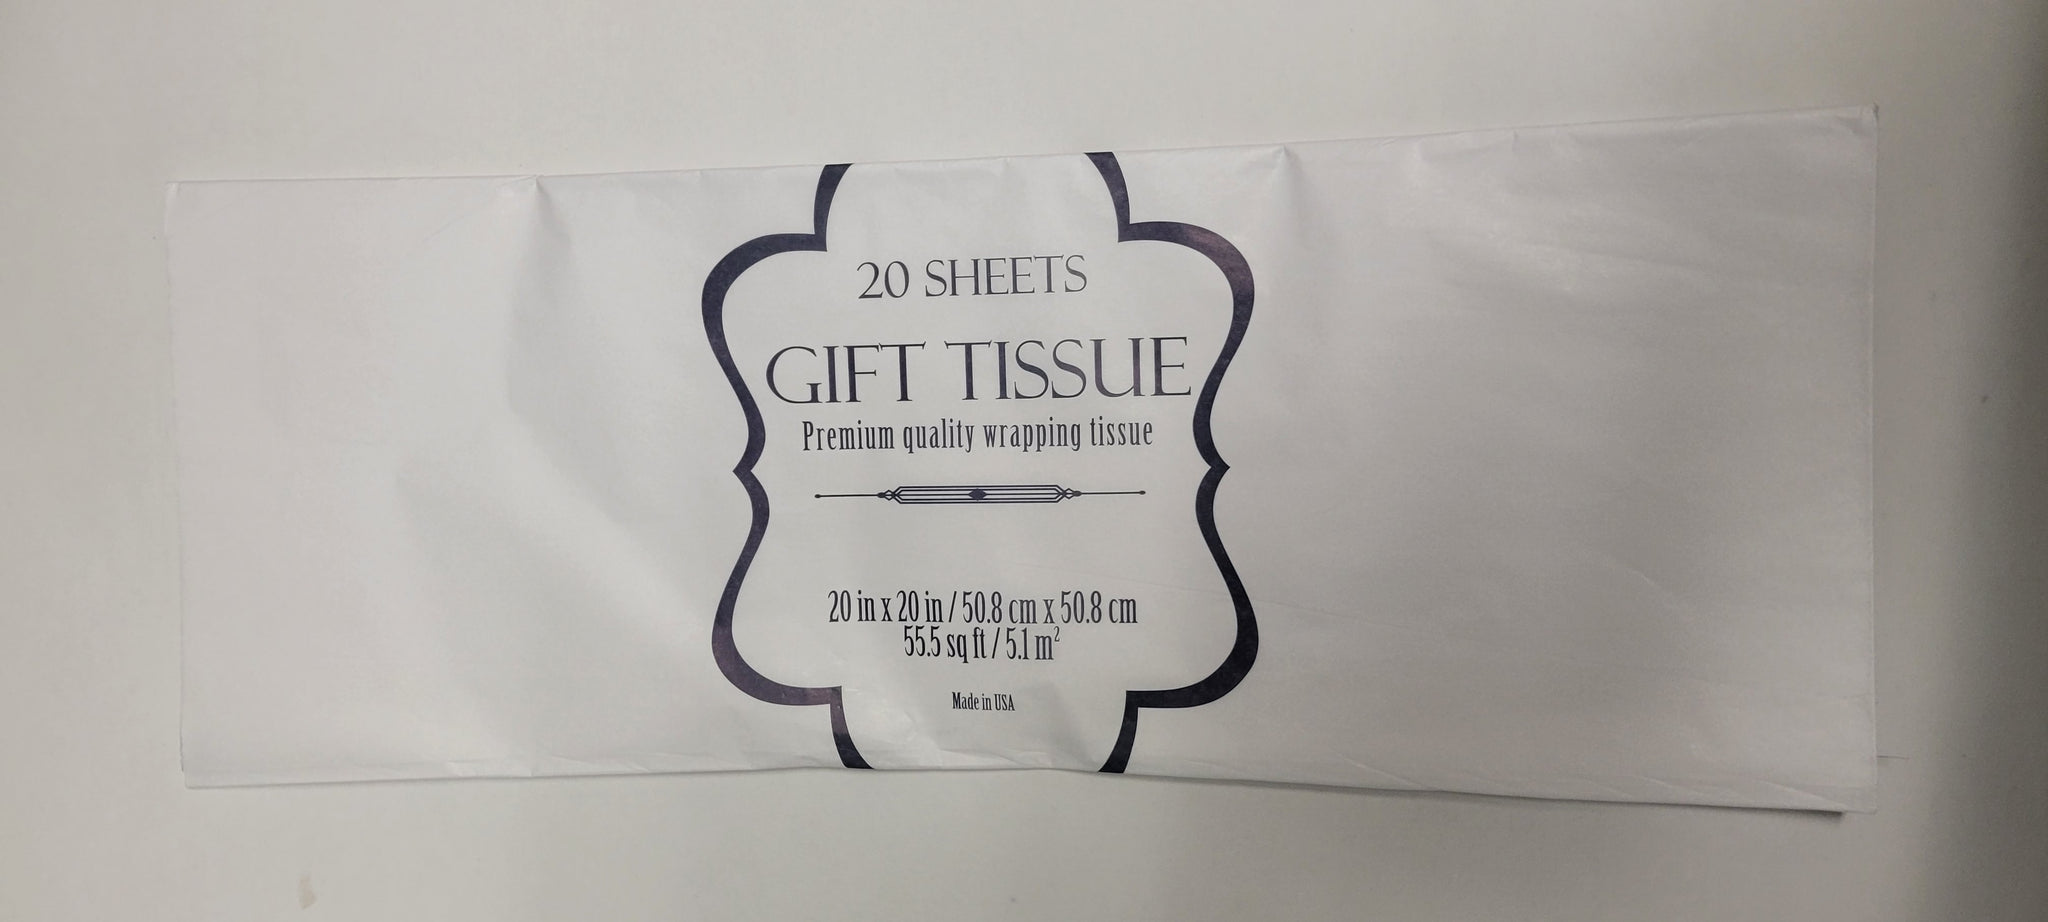 20 SHEETS
GIFT TISSUE
Premium quality wrapping tissue
20 in x 20 in / 50.8 cm x 50.8 cm
55.5 sq ft / 5.1 m²
Made in USA